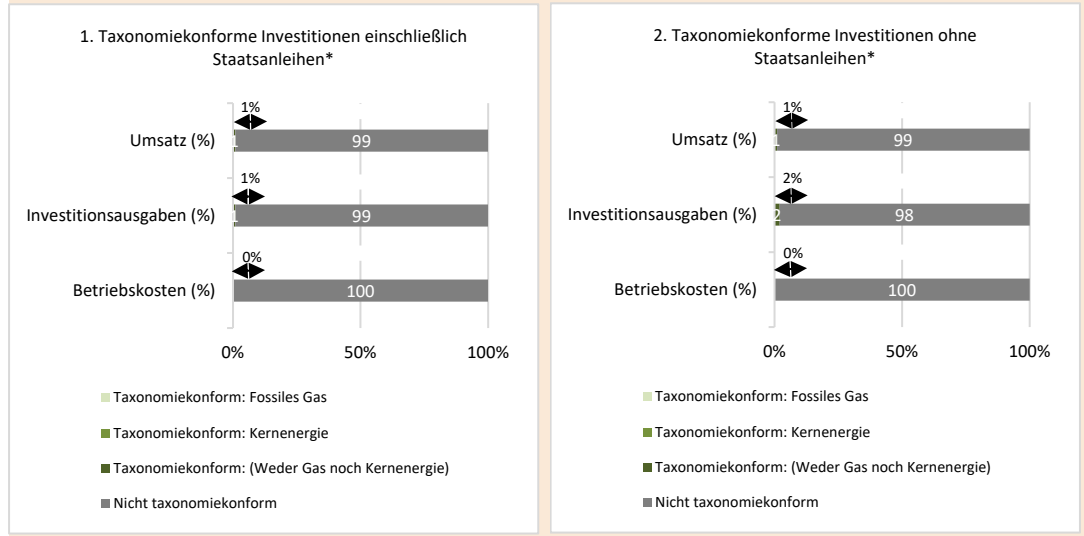 1. Taxonomiekonforme Investitionen einschließlich
Staatsanleihen*
1%
Umsatz (%)
1 99
1%
Investitionsausgaben (%)
1 99
0%
Betriebskosten (%)
100
0% 50% 100%
Taxonomiekonform: Fossiles Gas
Taxonomiekonform: Kernenergie
Taxonomiekonform: (Weder Gas noch Kernenergie)
Nicht taxonomiekonform
2. Taxonomiekonforme Investitionen ohne
Staatsanleihen*
1%
Umsatz (%)
1 99
2%
Investitionsausgaben (%)
2 98
0%
Betriebskosten (%)
100
0% 50% 100%
Taxonomiekonform: Fossiles Gas
Taxonomiekonform: Kernenergie
Taxonomiekonform: (Weder Gas noch Kernenergie)
Nicht taxonomiekonform